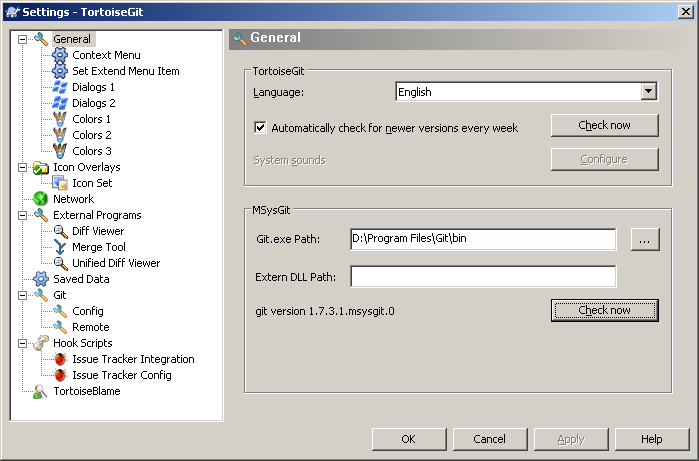 Settings - TortoiseGit
General
Context Menu
Set Extend Menu Item
Dialogs 1
Dialogs 2
Colors 1
Colors 2
Colors 3
Icon Overlays
Icon Set
Network
External Programs
Diff Viewer
Merge Tool
Unified Diff Viewer
Saved Data
Git
Config
Remote
Hook Scripts
Issue Tracker Integration
Issue Tracker Config
TortoiseBlame
General
TortoiseGit
Language: English
Automatically check for newer versions every week Check now
System sounds Configure
MSysGit
Git.exe Path: D:\Program Files\Git\bin ...
Extern DLL Path:
git version 1.7.3.1.msysgit.0 Check now
OK Cancel Apply Help